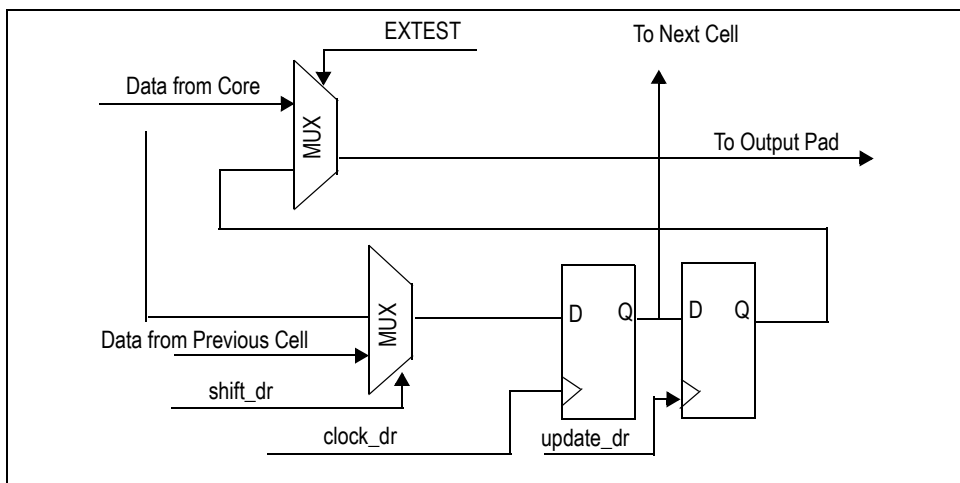 EXTEST
To Next Cell
Data from Core
MUX
To Output Pad
MUX
D Q
D Q
Data from Previous Cell
shift_dr
clock_dr
update_dr